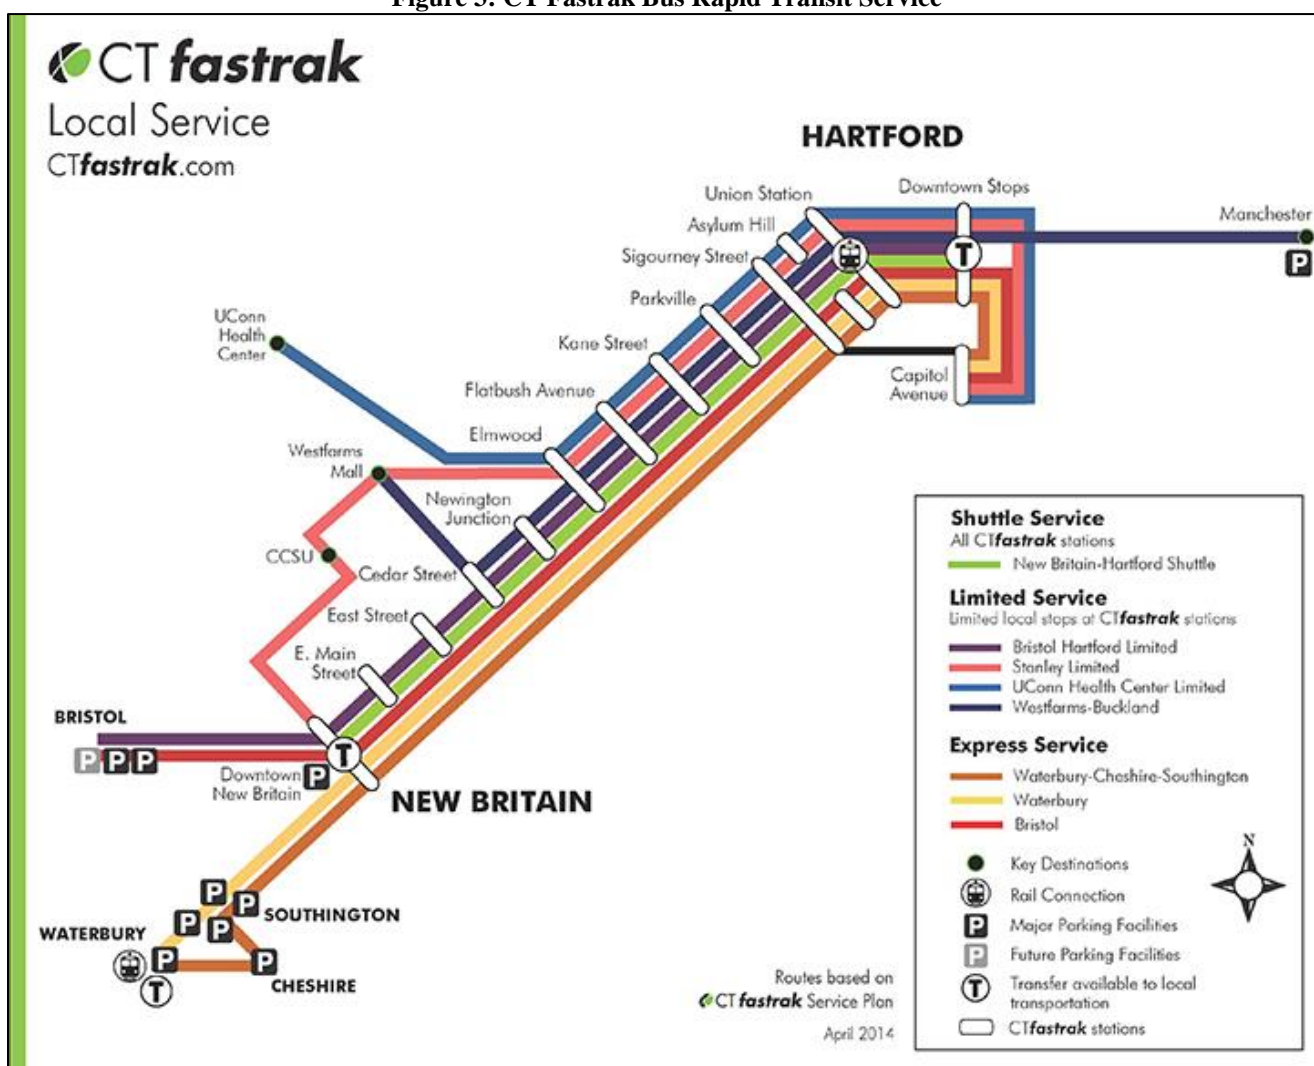 Figure 3: CT Fastrak Bus Rapid Transit Service
CT fastrak
Local Service
CTfastrak.com
HARTFORD
Union Station
Downtown Stops
Asylum Hill
Manchester
Sigourney Street
P
T
Parkville
UConn
Health
Center
Kane Street
Capitol
Avenue
Flatbush Avenue
Elmwood
Westfarms
Mall
Newington
Junction
CCSU
Cedar Street
East Street
E. Main
Street
BRISTOL
P P P
T
Downtown
New Britain
P
NEW BRITAIN
P
P
SOUTHINGTON
P
P
WATERBURY
P
P
T
CHESHIRE
Shuttle Service
All CTfastrak stations
New Britain-Hartford Shuttle
Limited Service
Limited local stops at CTfastrak stations
Bristol Hartford Limited
Stanley Limited
UConn Health Center Limited
Westfarms-Buckland
Express Service
Waterbury-Cheshire-Southington
Waterbury
Bristol
N
Key Destinations
Rail Connection
P Major Parking Facilities
P Future Parking Facilities
T Transfer available to local
transportation
CTfastrak stations
Routes based on
CTfastrak Service Plan
April 2014